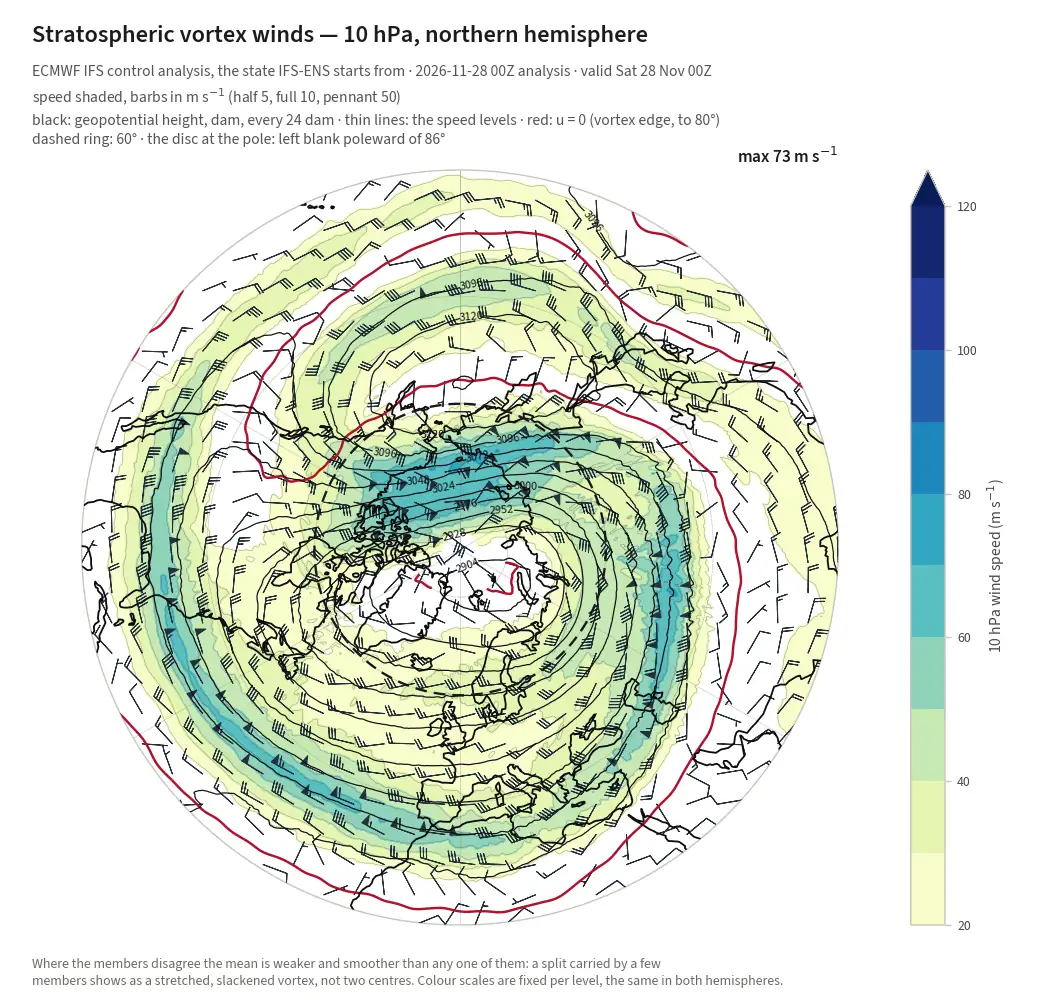 Stratospheric vortex winds — 10 hPa, northern hemisphere
ECMWF IFS control analysis, the state IFS-ENS starts from · 2026-11-28 00Z analysis · valid Sat 28 Nov 00Z
speed shaded, barbs in m s⁻¹ (half 5, full 10, pennant 50)
black: geopotential height, dam, every 24 dam · thin lines: the speed levels · red: u = 0 (vortex edge, to 80°)
dashed ring: 60° · the disc at the pole: left blank poleward of 86°
max 73 m s⁻¹
120
100
80
60
40
20
10 hPa wind speed (m s⁻¹)
3096
3120
3096
3096
3024
3000
2976
2952
2928
2904
Where the members disagree the mean is weaker and smoother than any one of them: a split carried by a few
members shows as a stretched, slackened vortex, not two centres. Colour scales are fixed per level, the same in both hemispheres.